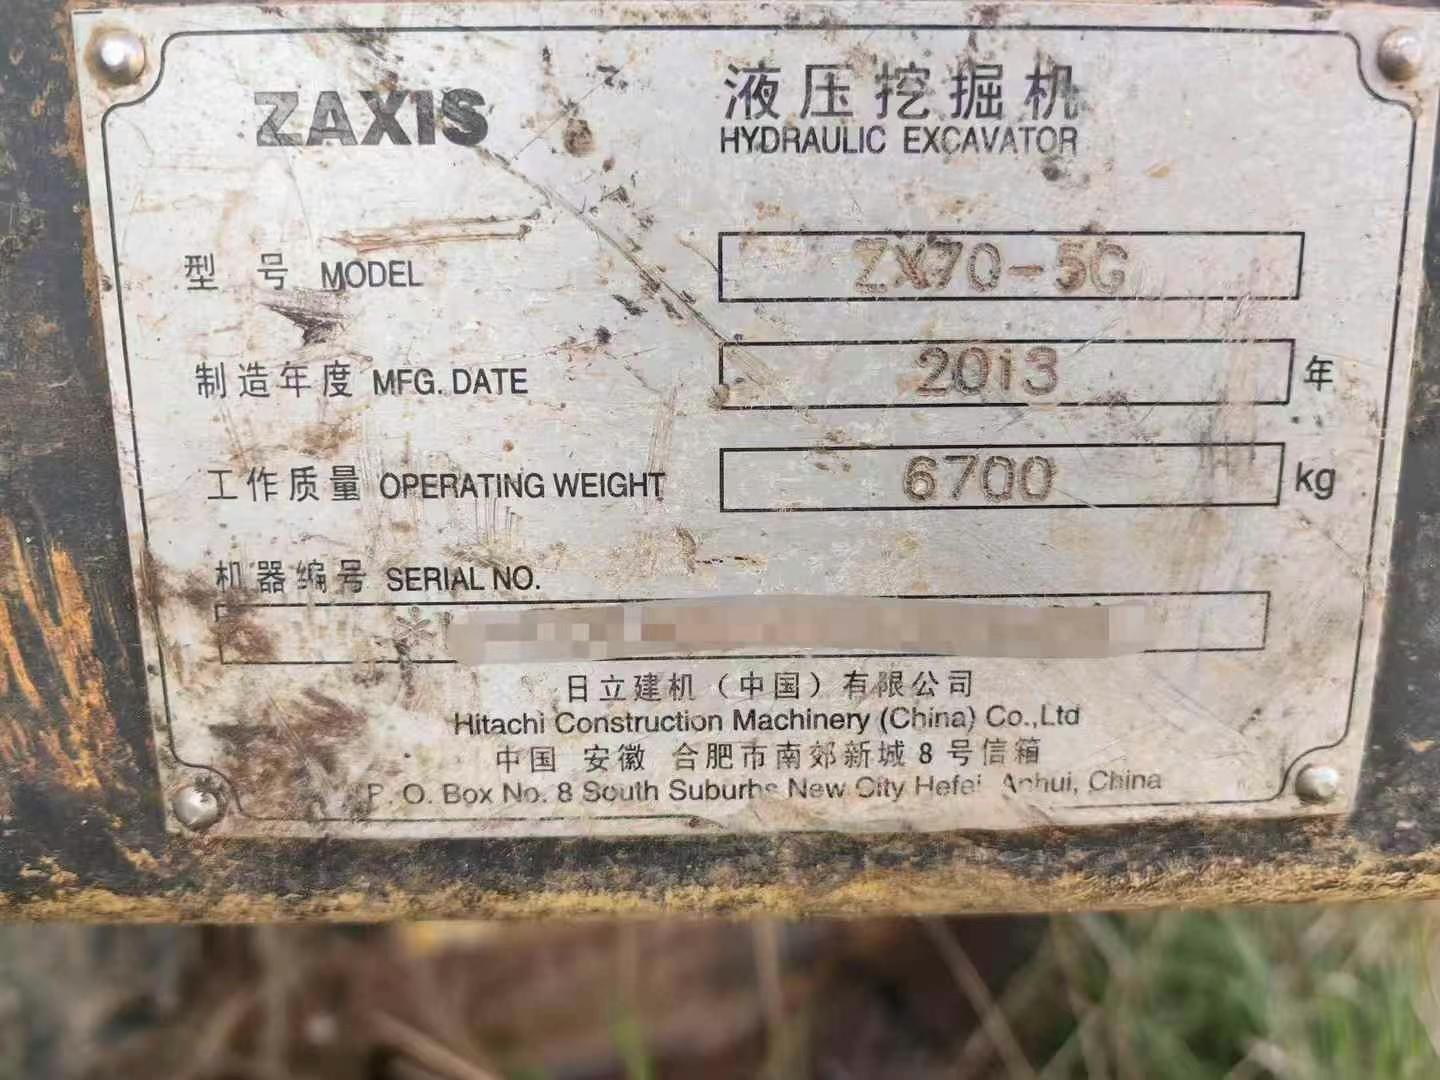 ZAXIS
液压挖掘机
HYDRAULIC EXCAVATOR
型号 MODEL ZX70-5G
制造年度 MFG. DATE 2013 年
工作质量 OPERATING WEIGHT 6700 kg
机器编号 SERIAL NO.
*
日立建机（中国）有限公司
Hitachi Construction Machinery (China) Co.,Ltd
中国 安徽 合肥市南郊新城8号信箱
P. O. Box No. 8 South Suburbs New City Hefei Anhui, China